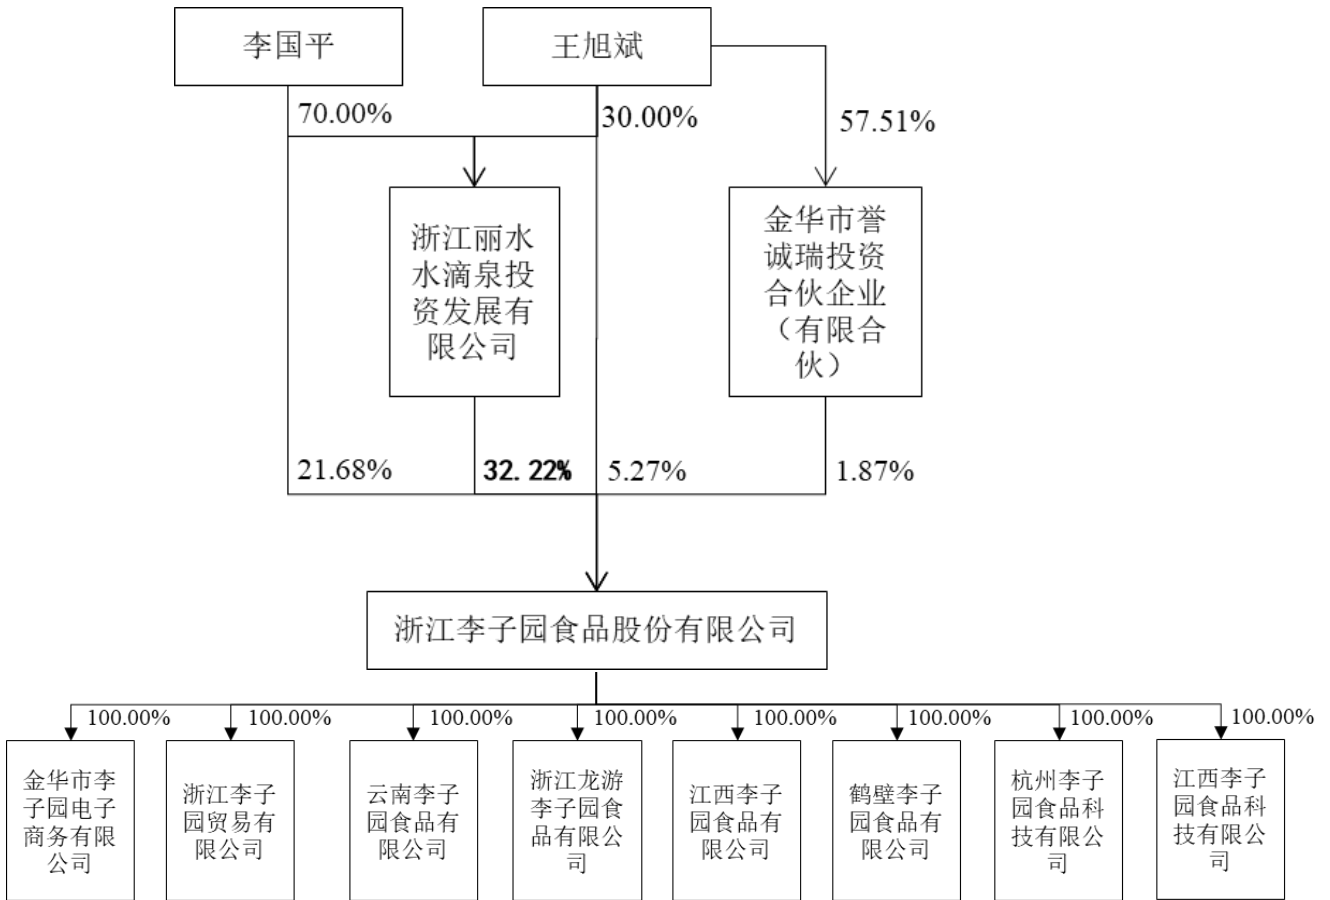 李国平
王旭斌
70.00%
30.00%
57.51%
浙江丽水
水滴泉投
资发展有
限公司
金华市誉
诚瑞投资
合伙企业
（有限合
伙）
21.68%
32.22%
5.27%
1.87%
浙江李子园食品股份有限公司
100.00%
100.00%
100.00%
100.00%
100.00%
100.00%
100.00%
100.00%
金华市李
子园电子
商务有限
公司
浙江李子
园贸易有
限公司
云南李子
园食品有
限公司
浙江龙游
李子园食
品有限公
司
江西李子
园食品有
限公司
鹤壁李子
园食品有
限公司
杭州李子
园食品科
技有限公
司
江西李子
园食品科
技有限公
司